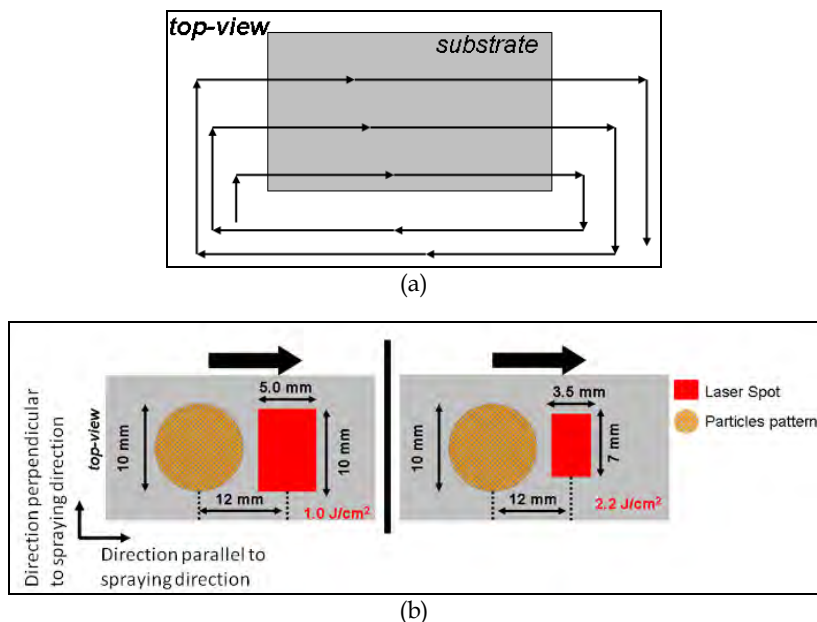 top-view
substrate
(a)
5.0 mm
3.5 mm
Laser Spot
Particles pattern
Direction perpendicular
to spraying direction
top-view
10 mm
10 mm
12 mm
1.0 J/cm²
10 mm
7 mm
12 mm
2.2 J/cm²
Direction parallel to
spraying direction
(b)